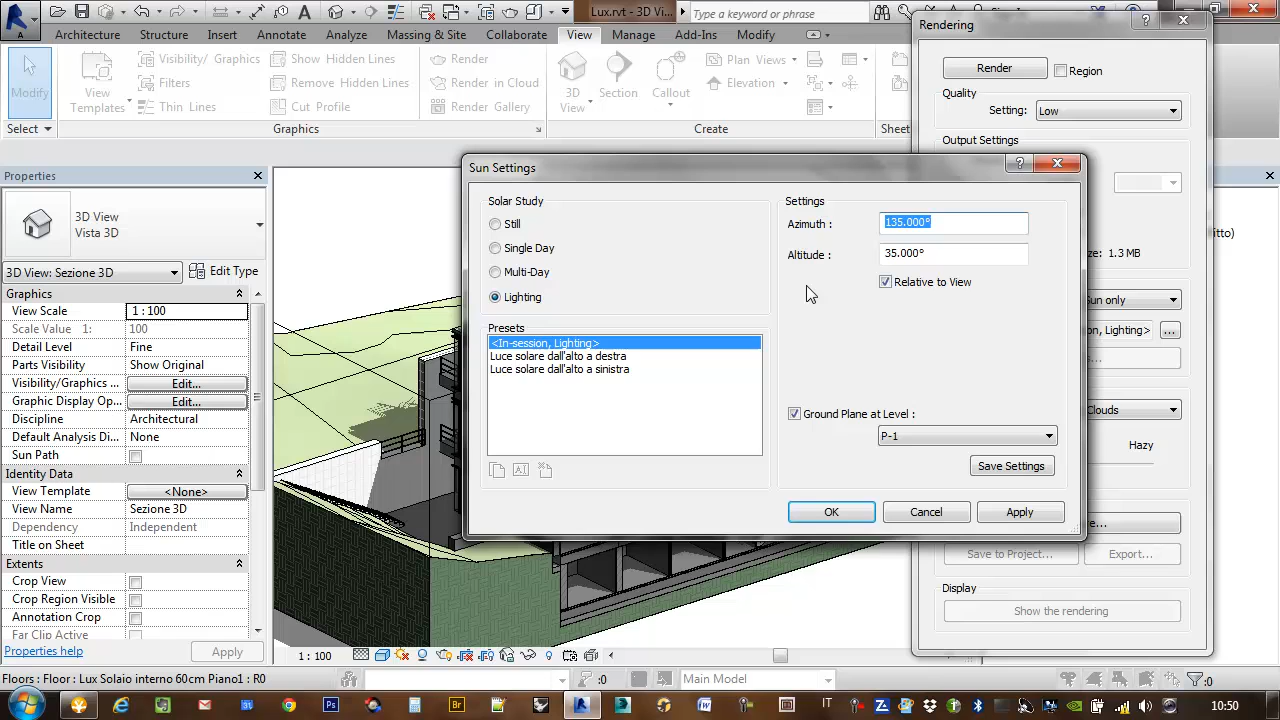 Lux.rvt - 3D Vi...
Type a keyword or phrase
Rendering
Architecture Structure Insert Annotate Analyze Massing & Site Collaborate View Manage Add-Ins Modify
Modify
View
Templates
Visibility/ Graphics
Filters
Thin Lines
Show Hidden Lines
Remove Hidden Lines
Cut Profile
Render
Render in Cloud
Render Gallery
3D
View
Section
Callout
Plan Views
Elevation
Select
Graphics
Create
Sheet
Render
Region
Quality
Setting: Low
Output Settings
Properties
3D View
Vista 3D
3D View: Sezione 3D
Edit Type
Graphics
View Scale 1 : 100
Scale Value 1: 100
Detail Level Fine
Parts Visibility Show Original
Visibility/Graphics ... Edit...
Graphic Display Op... Edit...
Discipline Architectural
Default Analysis Di... None
Sun Path
Identity Data
View Template <None>
View Name Sezione 3D
Dependency Independent
Title on Sheet
Extents
Crop View
Crop Region Visible
Annotation Crop
Far Clip Active
Properties help
Apply
Sun Settings
Solar Study
Still
Single Day
Multi-Day
Lighting
Presets
<In-session, Lighting>
Luce solare dall'alto a destra
Luce solare dall'alto a sinistra
Settings
Azimuth : 135.000°
Altitude : 35.000°
Relative to View
Ground Plane at Level :
P-1
Save Settings
OK
Cancel
Apply
itto)
ze: 1.3 MB
Sun only
n, Lighting>
...
Clouds
Hazy
e...
Save to Project...
Export...
Display
Show the rendering
1 : 100
Floors : Floor : Lux Solaio interno 60cm Piano1 : R0
:0
Main Model
:0
IT
10:50